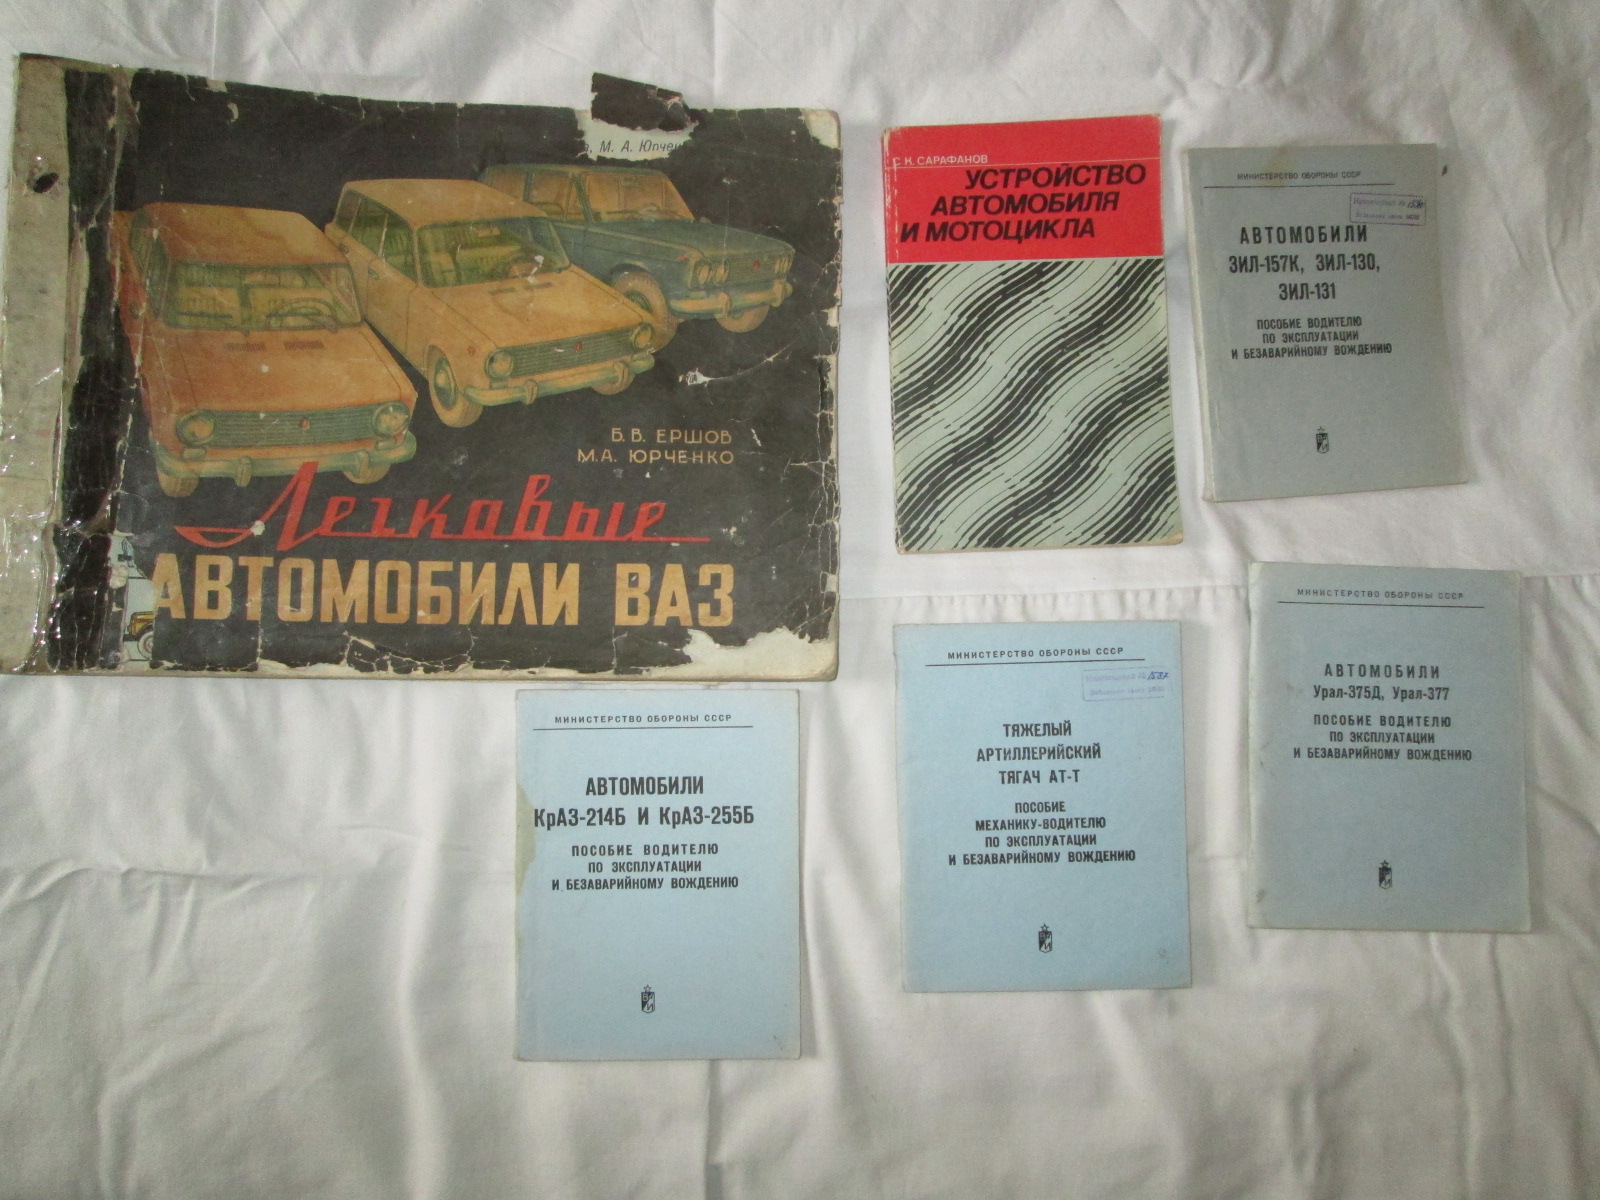 М. А. Юрчен
Б. В. ЕРШОВ
М. А. ЮРЧЕНКО
Легковые
АВТОМОБИЛИ ВАЗ
С. К. САРАФАНОВ
УСТРОЙСТВО
АВТОМОБИЛЯ
И МОТОЦИКЛА
МИНИСТЕРСТВО ОБОРОНЫ СССР
АВТОМОБИЛИ
ЗИЛ-157К, ЗИЛ-130,
ЗИЛ-131
ПОСОБИЕ ВОДИТЕЛЮ
ПО ЭКСПЛУАТАЦИИ
И БЕЗАВАРИЙНОМУ ВОЖДЕНИЮ
МИНИСТЕРСТВО ОБОРОНЫ СССР
АВТОМОБИЛИ
КрАЗ-214Б И КрАЗ-255Б
ПОСОБИЕ ВОДИТЕЛЮ
ПО ЭКСПЛУАТАЦИИ
И БЕЗАВАРИЙНОМУ ВОЖДЕНИЮ
МИНИСТЕРСТВО ОБОРОНЫ СССР
ТЯЖЕЛЫЙ
АРТИЛЛЕРИЙСКИЙ
ТЯГАЧ АТ-Т
ПОСОБИЕ
МЕХАНИКУ-ВОДИТЕЛЮ
ПО ЭКСПЛУАТАЦИИ
И БЕЗАВАРИЙНОМУ ВОЖДЕНИЮ
МИНИСТЕРСТВО ОБОРОНЫ СССР
АВТОМОБИЛИ
Урал-375Д, Урал-377
ПОСОБИЕ ВОДИТЕЛЮ
ПО ЭКСПЛУАТАЦИИ
И БЕЗАВАРИЙНОМУ ВОЖДЕНИЮ